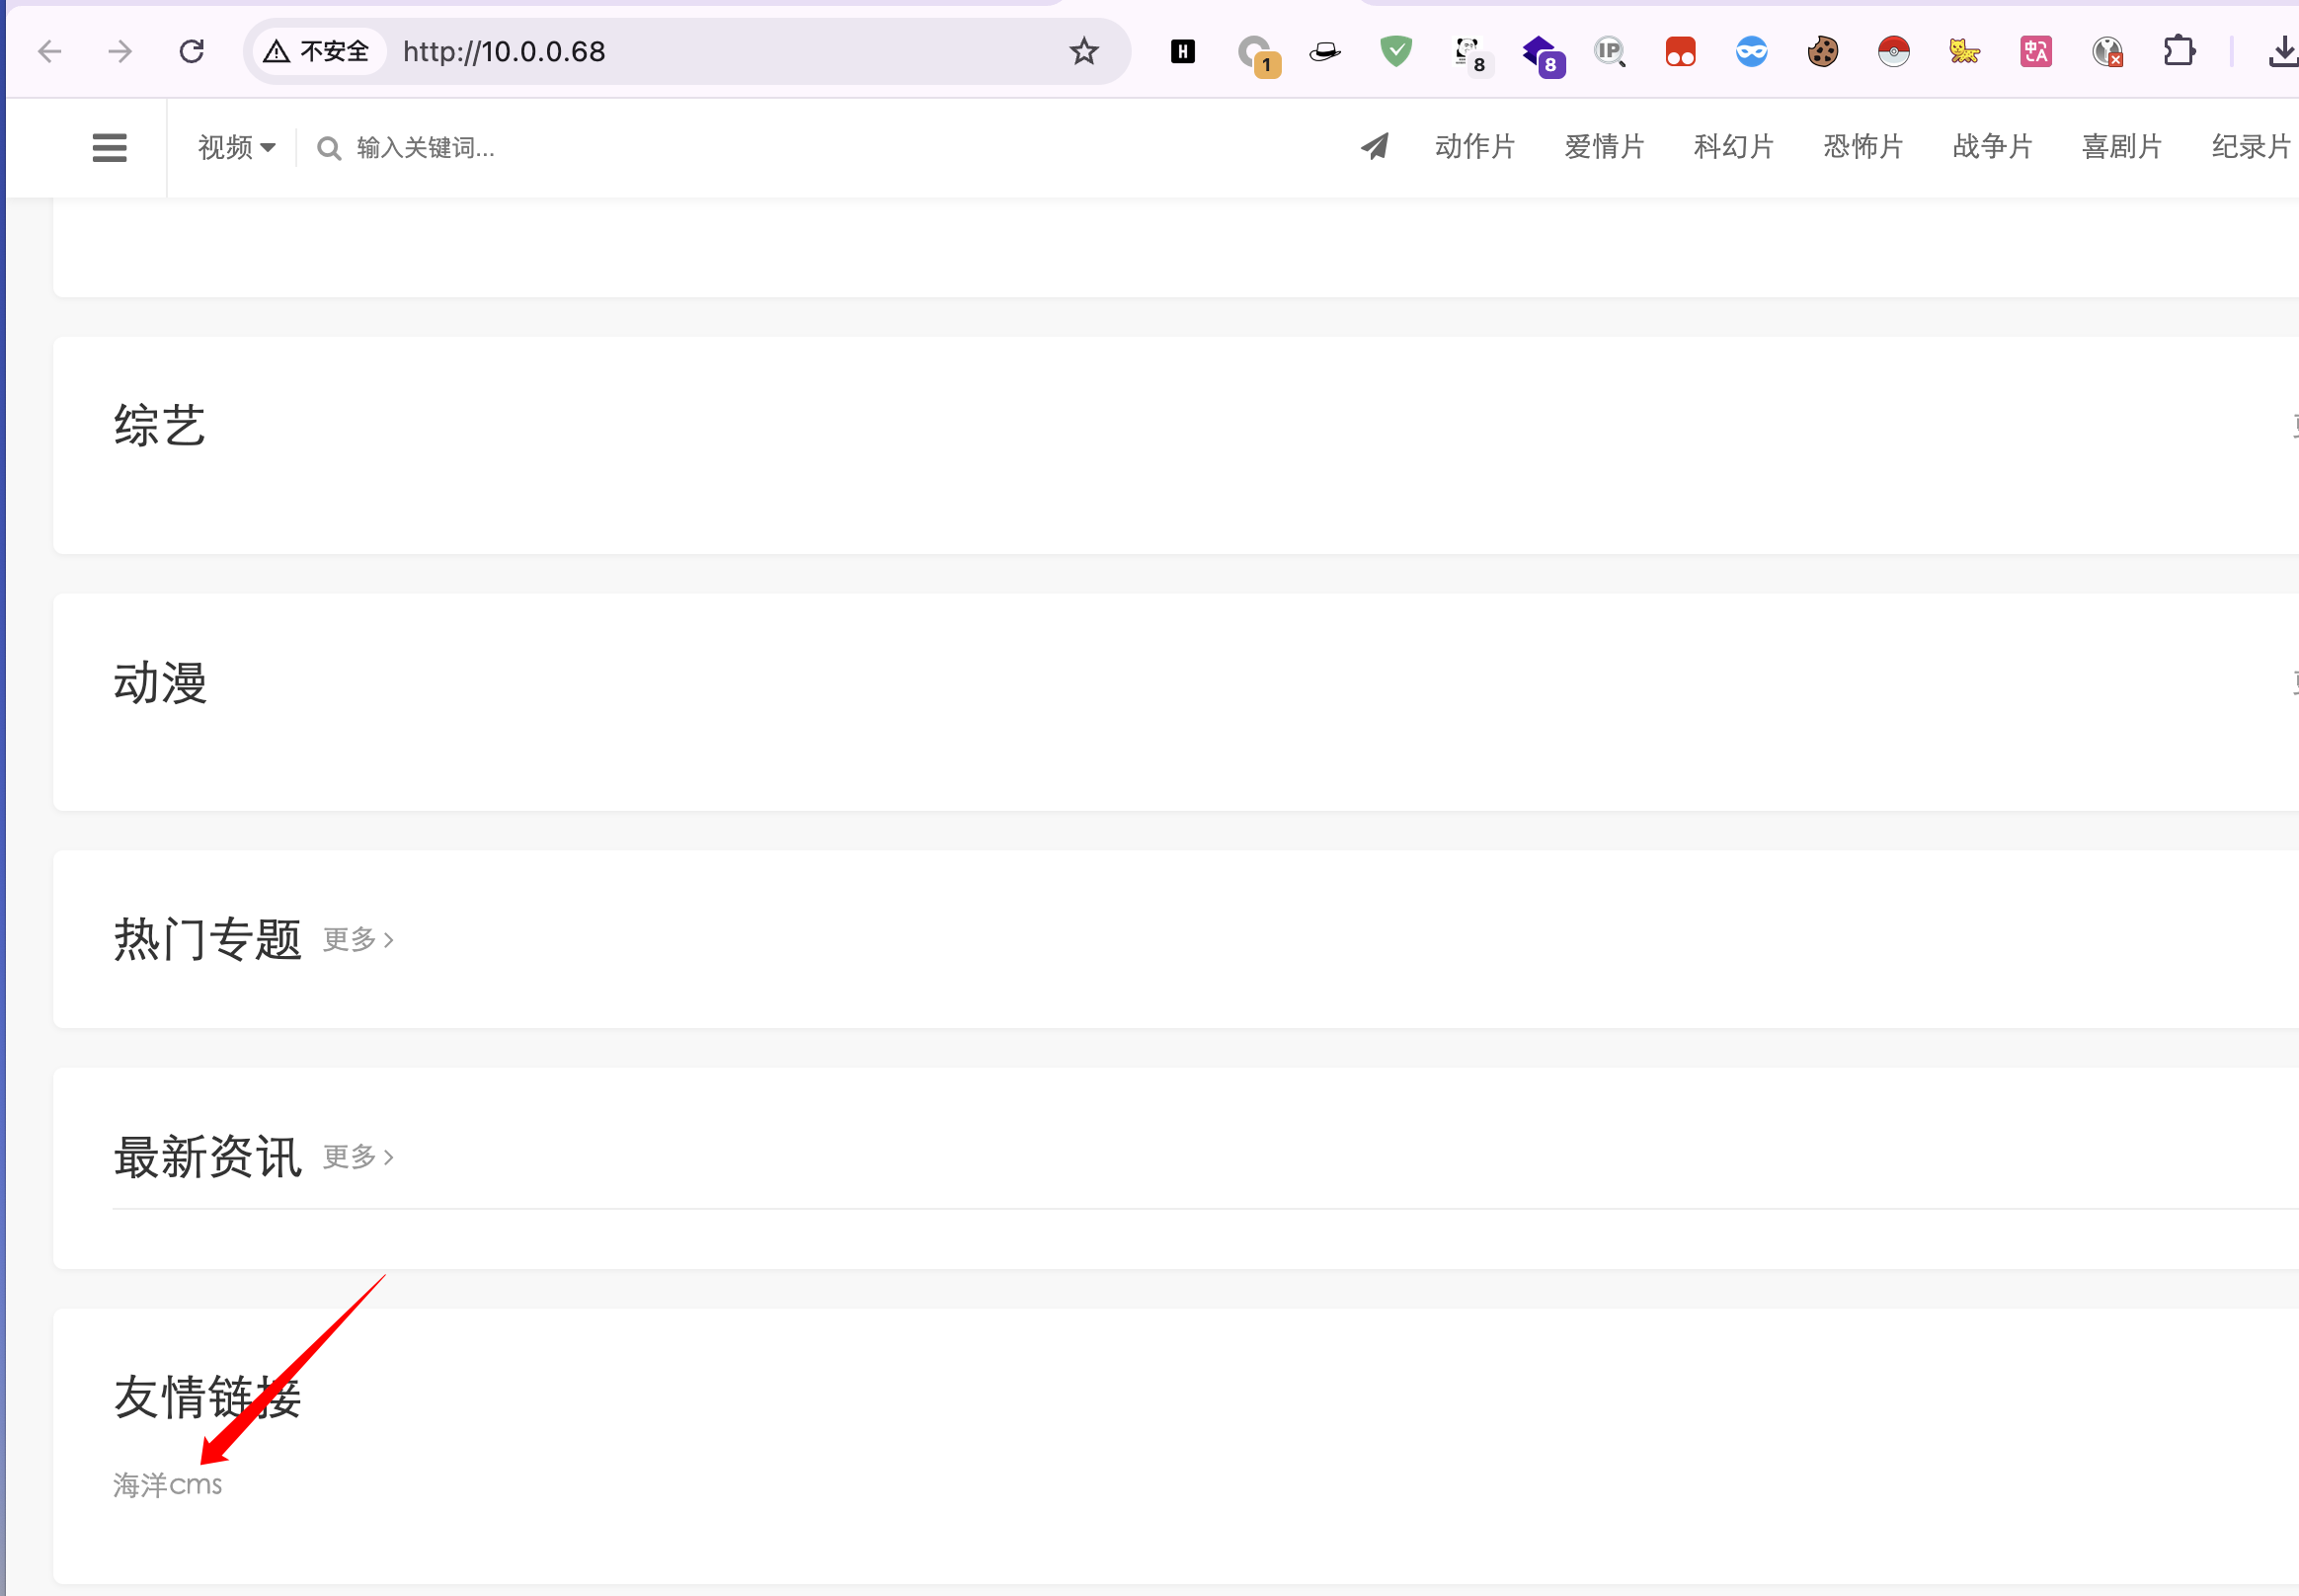 不安全 http://10.0.0.68
1
8
8
IP
中A
视频 输入关键词... 动作片 爱情片 科幻片 恐怖片 战争片 喜剧片 纪录片
综艺
动漫
热门专题 更多 >
最新资讯 更多 >
友情链接
海洋cms